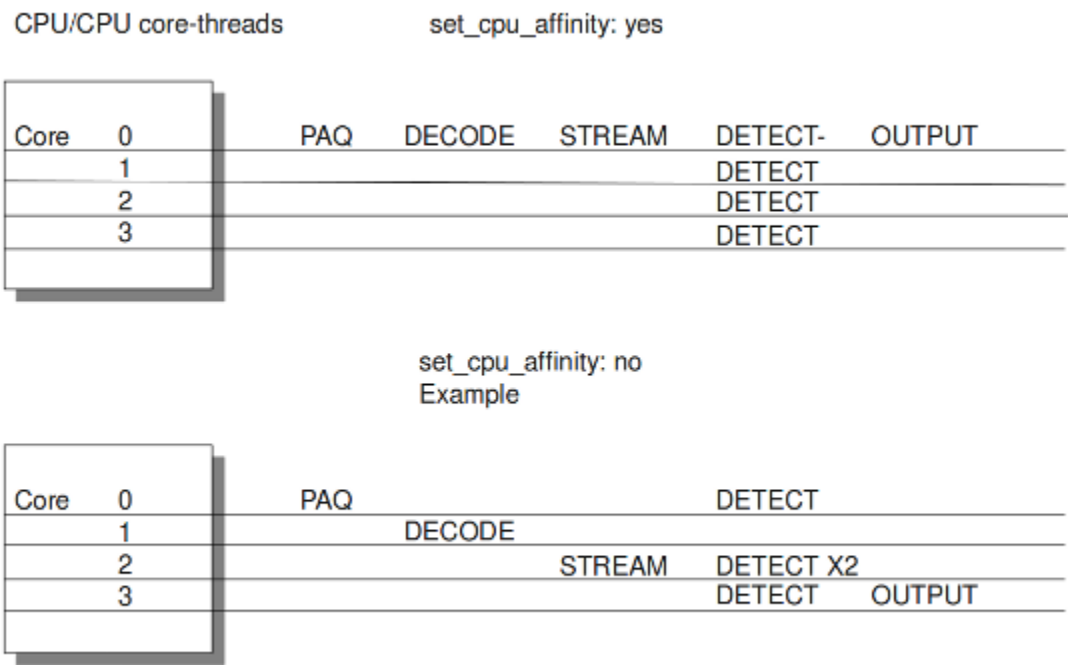 CPU/CPU core-threads set_cpu_affinity: yes
Core 0 PAQ DECODE STREAM DETECT- OUTPUT
1 DETECT
2 DETECT
3 DETECT
set_cpu_affinity: no
Example
Core 0 PAQ DETECT
1 DECODE
2 STREAM DETECT X2
3 DETECT OUTPUT